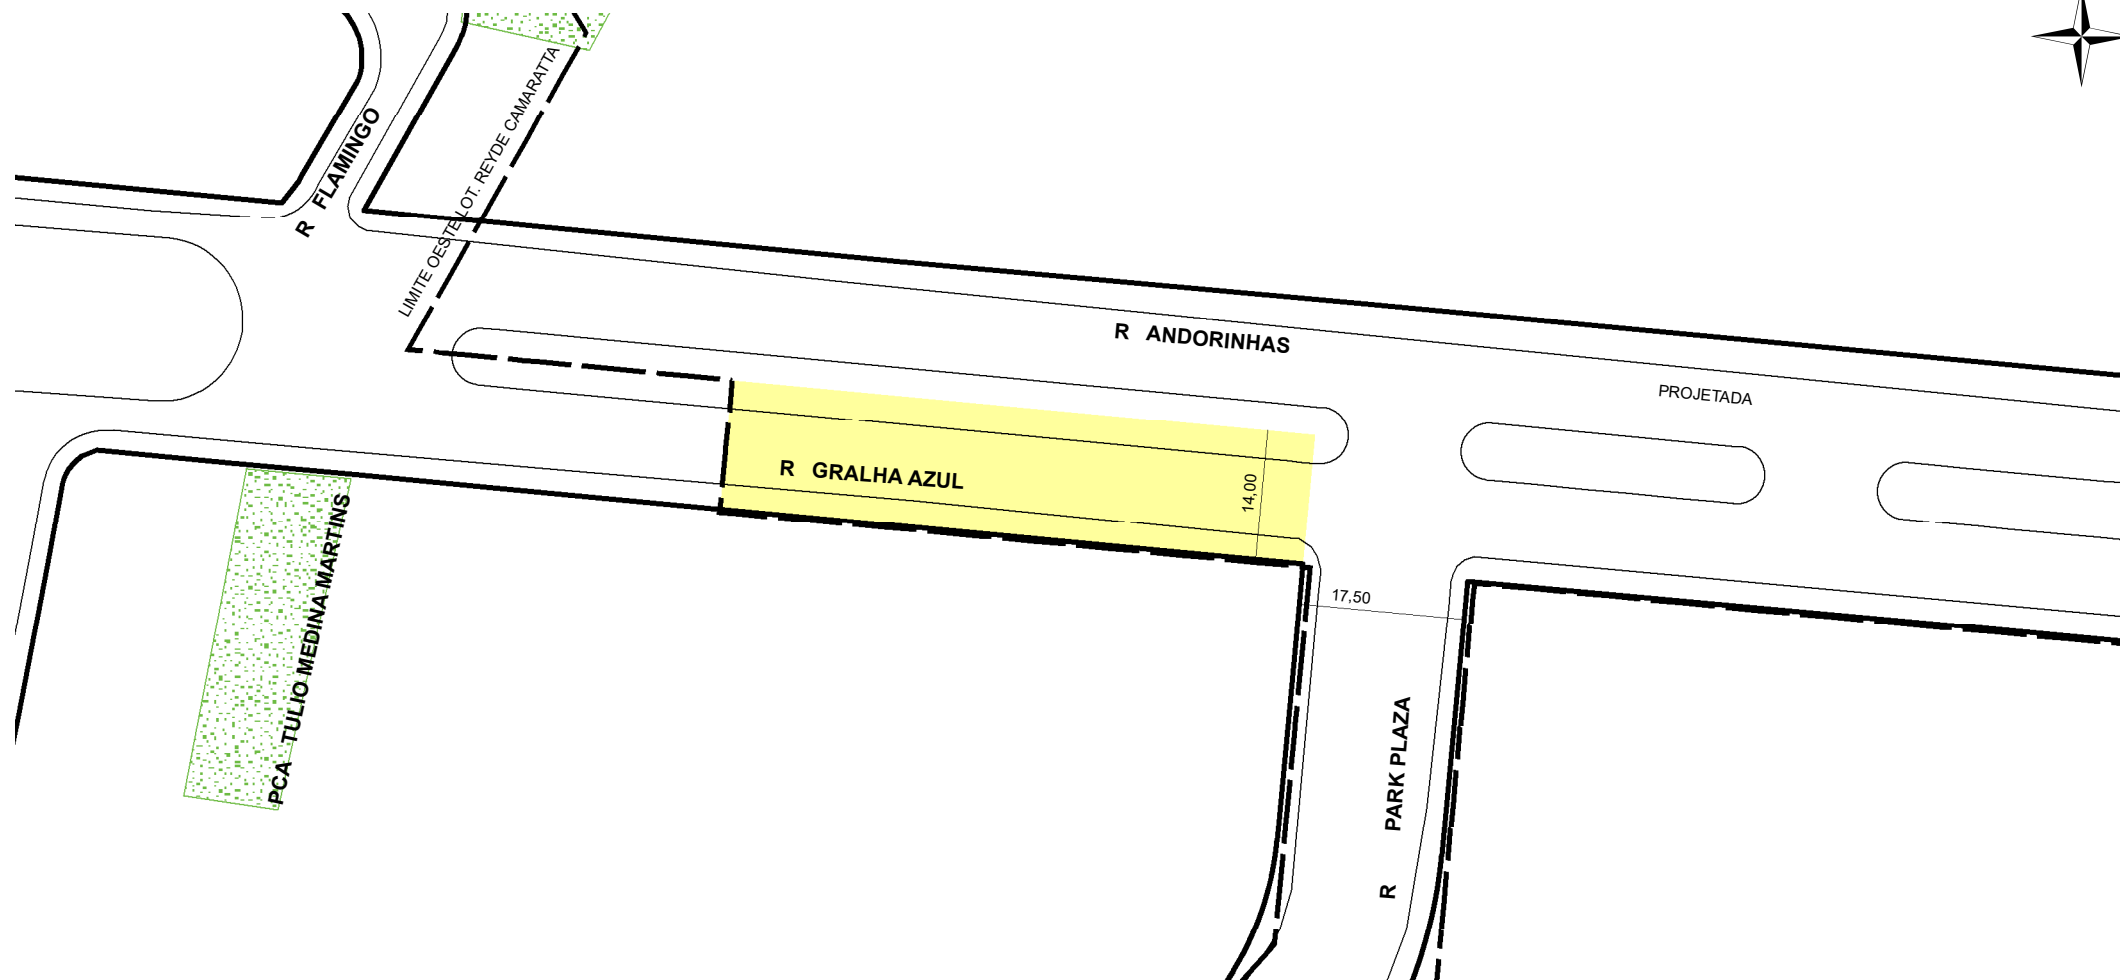 R FLAMINGO
LIMITE OESTE LOT. REYDE CAMARATTA
R ANDORINHAS
PROJETADA
R GRALHA AZUL
14,00
PCA TULIO MEDINA MARTINS
17,50
R PARK PLAZA